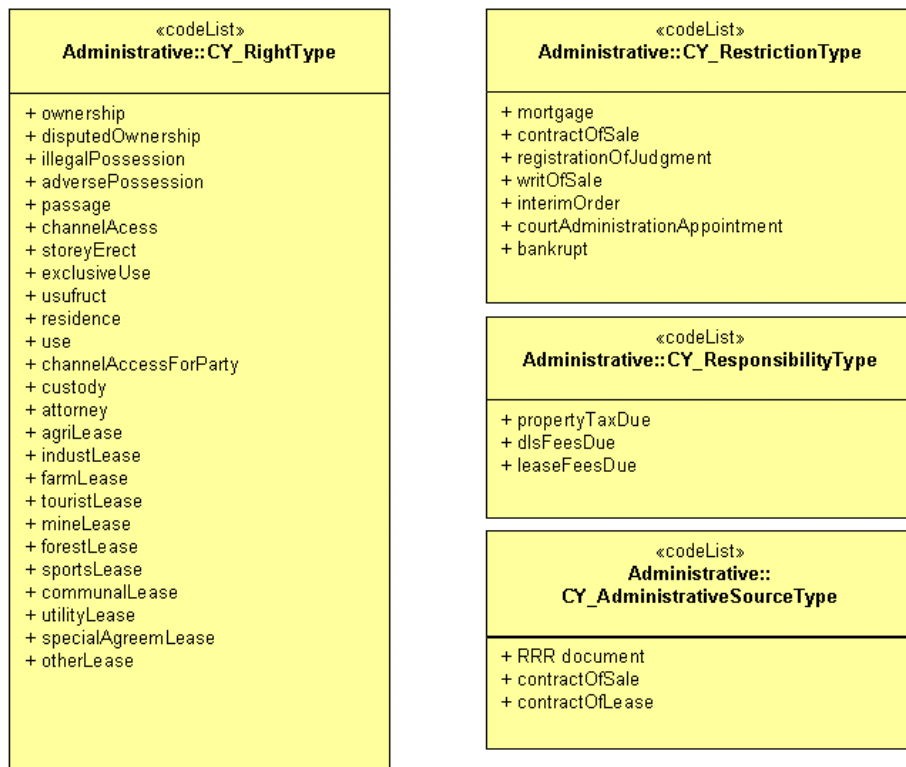 «codeList»
Administrative::CY_RightType
+ ownership
+ disputedOwnership
+ illegalPossession
+ adversePossession
+ passage
+ channelAcess
+ storeyErect
+ exclusiveUse
+ usufruct
+ residence
+ use
+ channelAccessForParty
+ custody
+ attorney
+ agriLease
+ industLease
+ farmLease
+ touristLease
+ mineLease
+ forestLease
+ sportsLease
+ communalLease
+ utilityLease
+ specialAgreemLease
+ otherLease
«codeList»
Administrative::CY_RestrictionType
+ mortgage
+ contractOfSale
+ registrationOfJudgment
+ writOfSale
+ interimOrder
+ courtAdministrationAppointment
+ bankrupt
«codeList»
Administrative::CY_ResponsibilityType
+ propertyTaxDue
+ dlsFeesDue
+ leaseFeesDue
«codeList»
Administrative::
CY_AdministrativeSourceType
+ RRR document
+ contractOfSale
+ contractOfLease